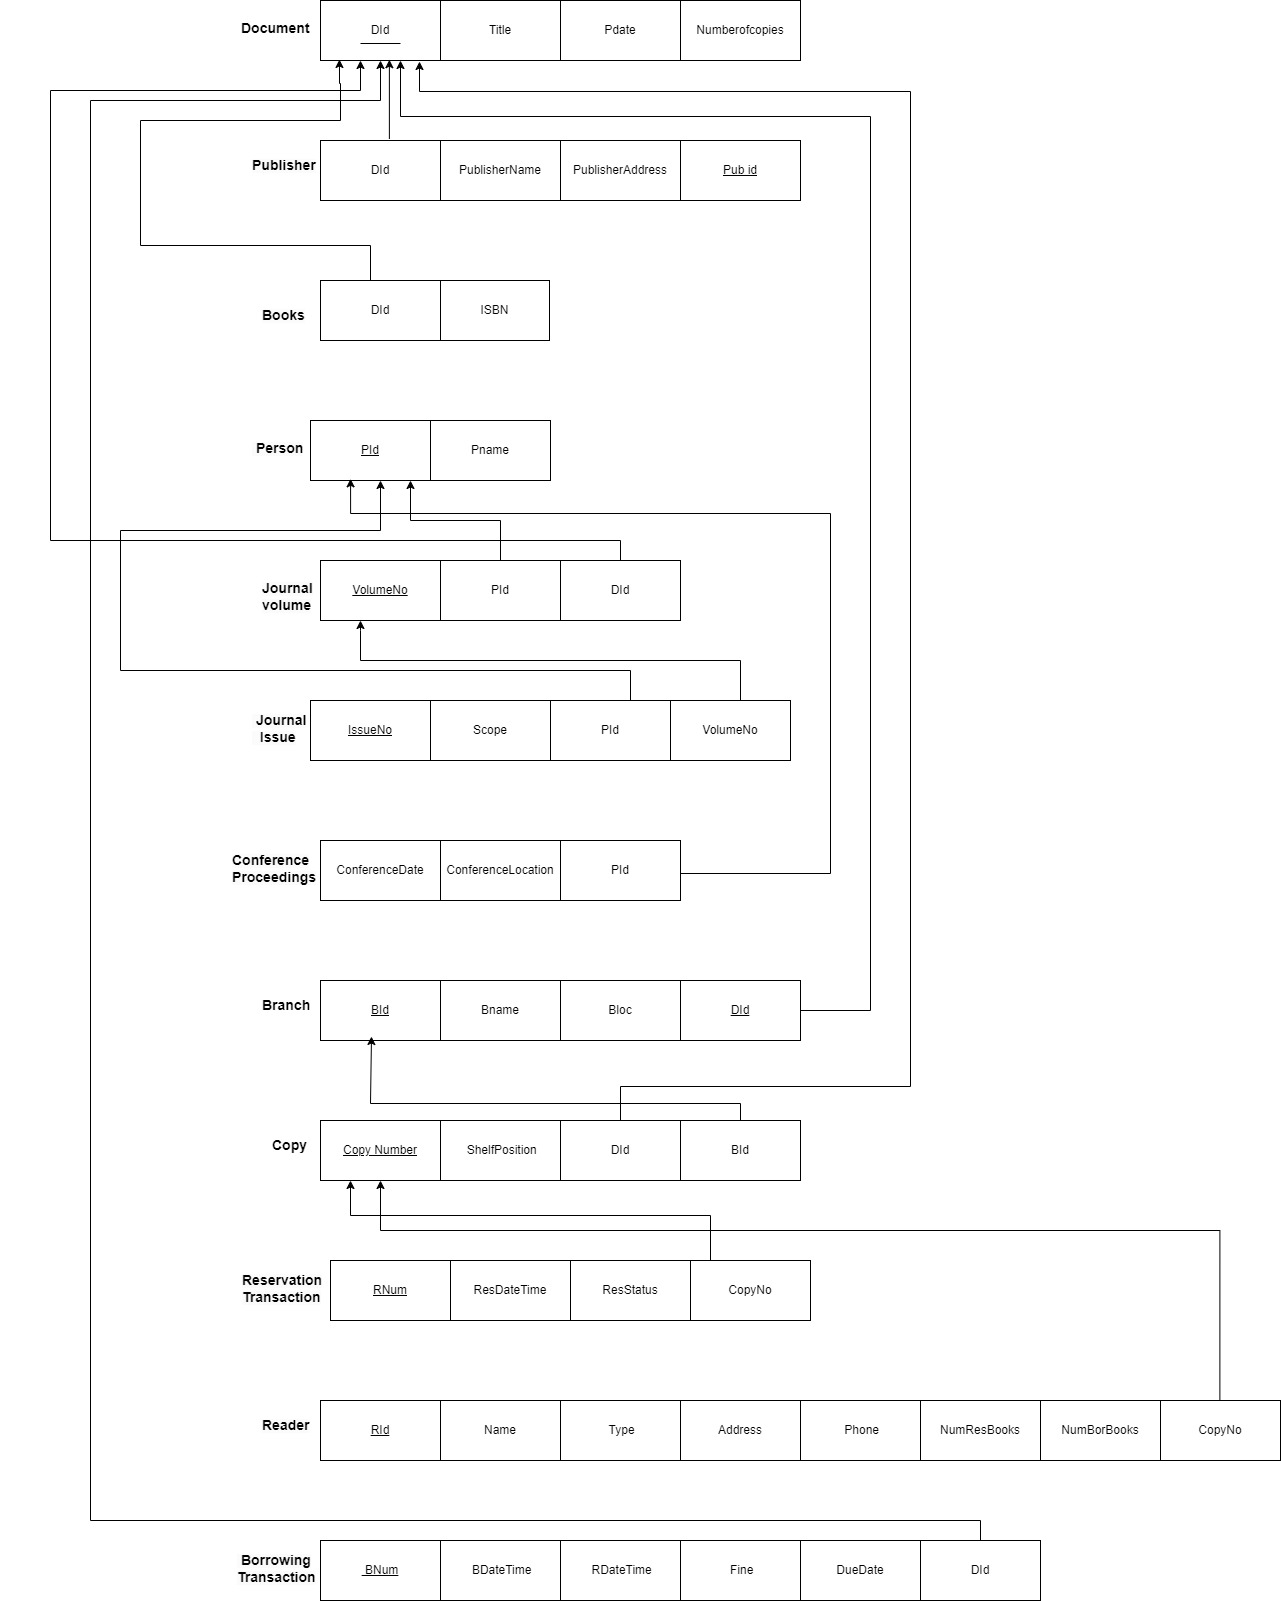 Document
DId
Title
Pdate
Numberofcopies
Publisher
DId
PublisherName
PublisherAddress
Pub id
Books
DId
ISBN
Person
PId
Pname
Journal
volume
VolumeNo
PId
DId
Journal
Issue
IssueNo
Scope
PId
VolumeNo
Conference
Proceedings
ConferenceDate
ConferenceLocation
PId
Branch
BId
Bname
Bloc
DId
Copy
Copy Number
ShelfPosition
DId
BId
Reservation
Transaction
RNum
ResDateTime
ResStatus
CopyNo
Reader
RId
Name
Type
Address
Phone
NumResBooks
NumBorBooks
CopyNo
Borrowing
Transaction
BNum
BDateTime
RDateTime
Fine
DueDate
DId